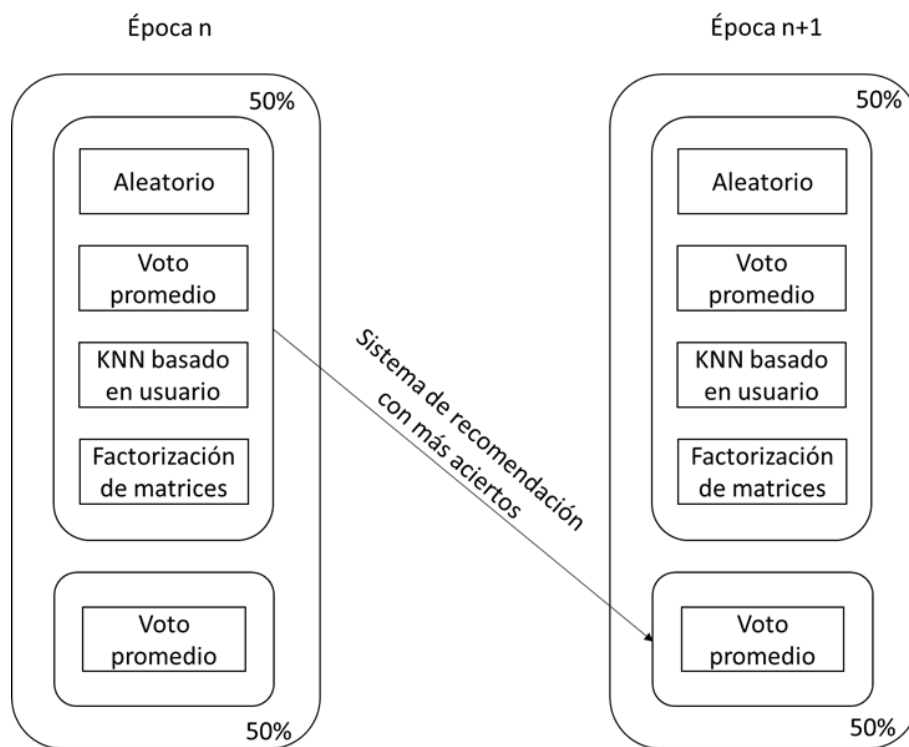 Época n
50%
Aleatorio
Voto
promedio
KNN basado
en usuario
Factorización
de matrices
Voto
promedio
50%
Sistema de recomendación
con más aciertos
Época n+1
50%
Aleatorio
Voto
promedio
KNN basado
en usuario
Factorización
de matrices
Voto
promedio
50%